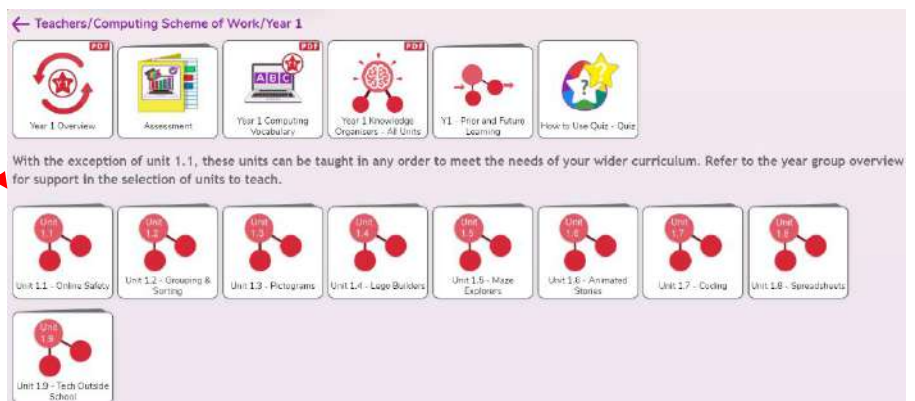 ← Teachers/Computing Scheme of Work/Year 1
PDF
PDF
PDF
Y1
ABC
Y1
?
?
Year 1 Overview
Assessment
Year 1 Computing
Vocabulary
Year 1 Knowledge
Organisers - All Units
Y1 - Prior and Future
Learning
How to Use Quiz - Quiz
With the exception of unit 1.1, these units can be taught in any order to meet the needs of your wider curriculum. Refer to the year group overview
for support in the selection of units to teach.
Unit
1.1
Unit 1.1 - Online Safety
Unit
1.2
Unit 1.2 - Grouping &
Sorting
Unit
1.3
Unit 1.3 - Pictograms
Unit
1.4
Unit 1.4 - Lego Builders
Unit
1.5
Unit 1.5 - Maze
Explorers
Unit
1.6
Unit 1.6 - Animated
Stories
Unit
1.7
Unit 1.7 - Coding
Unit
1.8
Unit 1.8 - Spreadsheets
Unit
1.9
Unit 1.9 - Tech Outside
School